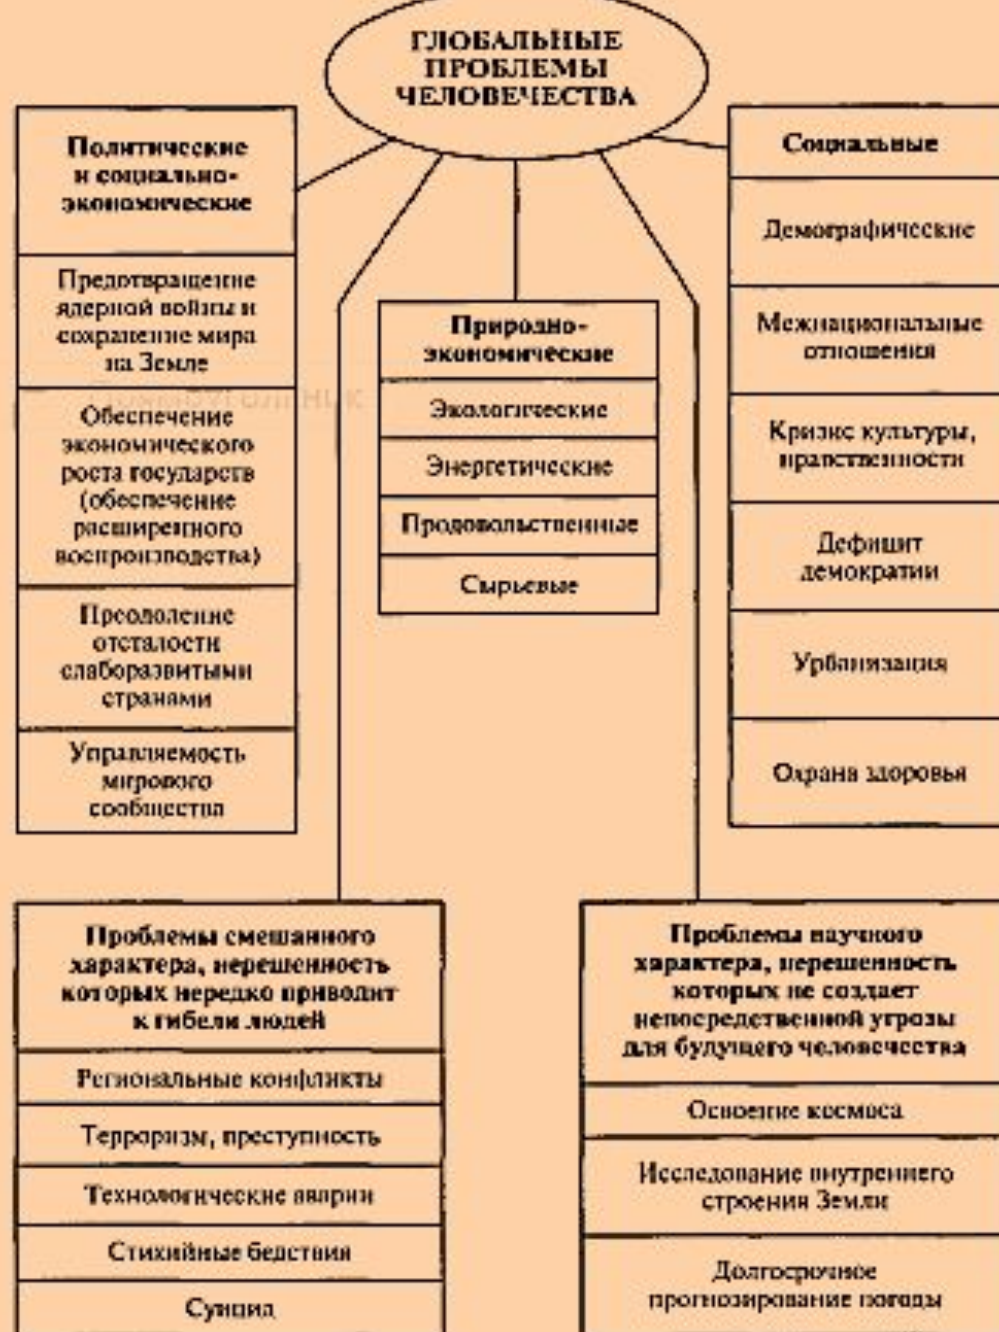 ГЛОБАЛЬНЫЕ
ПРОБЛЕМЫ
ЧЕЛОВЕЧЕСТВА
Политические
и социально-
экономические
Предотвращение
ядерной войны и
сохранение мира
на Земле
Обеспечение
экономического
роста государств
(обеспечение
расширенного
воспроизводства)
Преодоление
отсталости
слаборазвитыми
странами
Управляемость
мирового
сообщества
Природно-
экономические
Экологические
Энергетические
Продовольственные
Сырьевые
Социальные
Демографические
Межнациональные
отношения
Кризис культуры,
нравственности
Дефицит
демократии
Урбанизация
Охрана здоровья
Проблемы смешанного
характера, нерешенность
которых нередко приводит
к гибели людей
Региональные конфликты
Терроризм, преступность
Технологические аварии
Стихийные бедствия
Суицид
Проблемы научного
характера, нерешенность
которых не создает
непосредственной угрозы
для будущего человечества
Освоение космоса
Исследование внутреннего
строения Земли
Долгосрочное
прогнозирование погоды